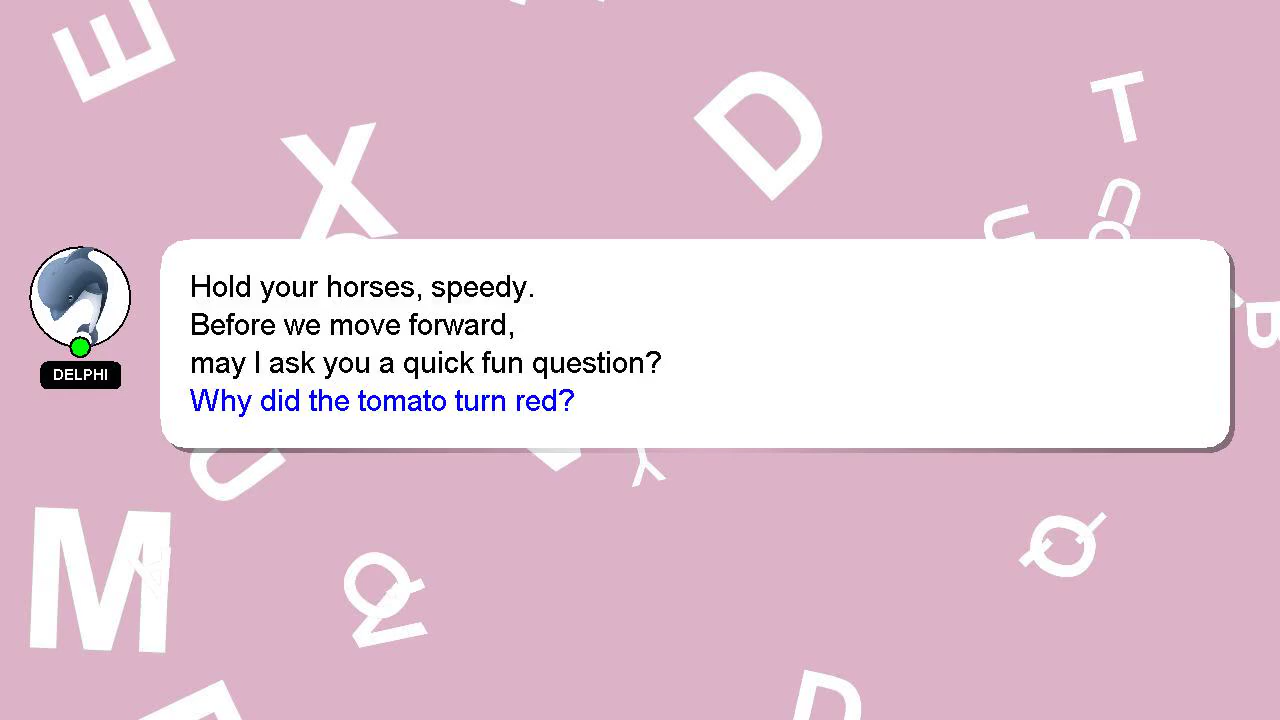 Hold your horses, speedy.
Before we move forward,
may I ask you a quick fun question?
Why did the tomato turn red?
DELPHI
E
X
D
T
U
U
B
U
Y
M
Q
Z
Q
D